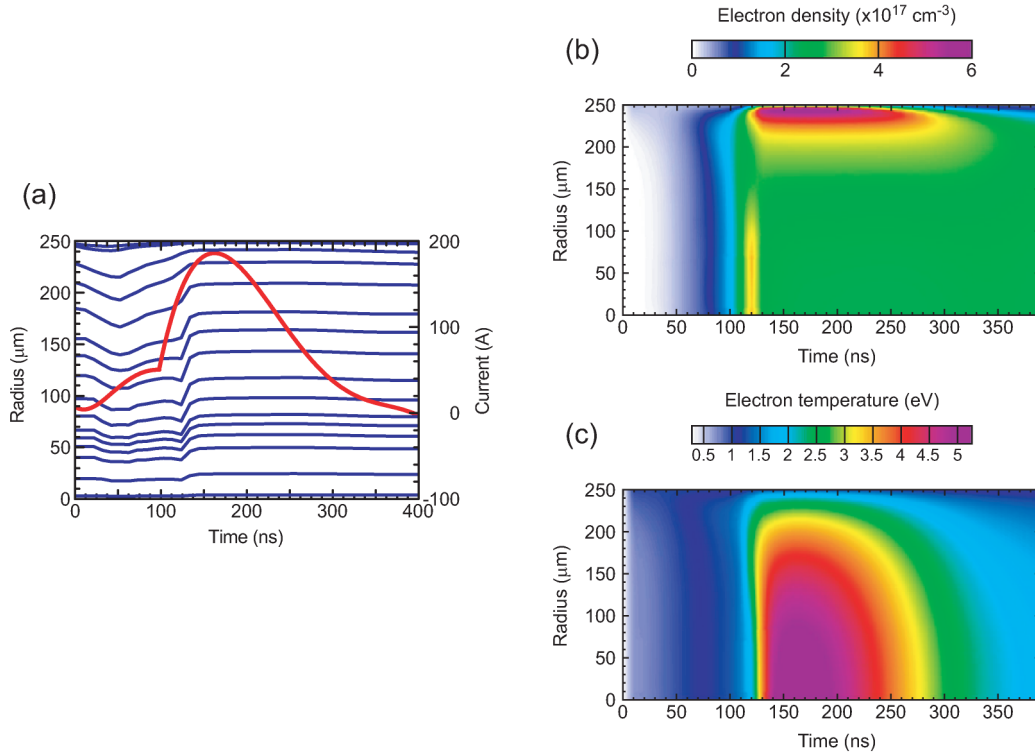 (a)
250
200
150
100
50
0
Radius (μm)
200
100
0
-100
Current (A)
0 100 200 300 400
Time (ns)
Electron density (x10¹⁷ cm⁻³)
(b)
0 2 4 6
250
200
150
100
50
0
Radius (μm)
0 50 100 150 200 250 300 350
Time (ns)
Electron temperature (eV)
(c)
0.5 1 1.5 2 2.5 3 3.5 4 4.5 5
250
200
150
100
50
0
Radius (μm)
0 50 100 150 200 250 300 350
Time (ns)